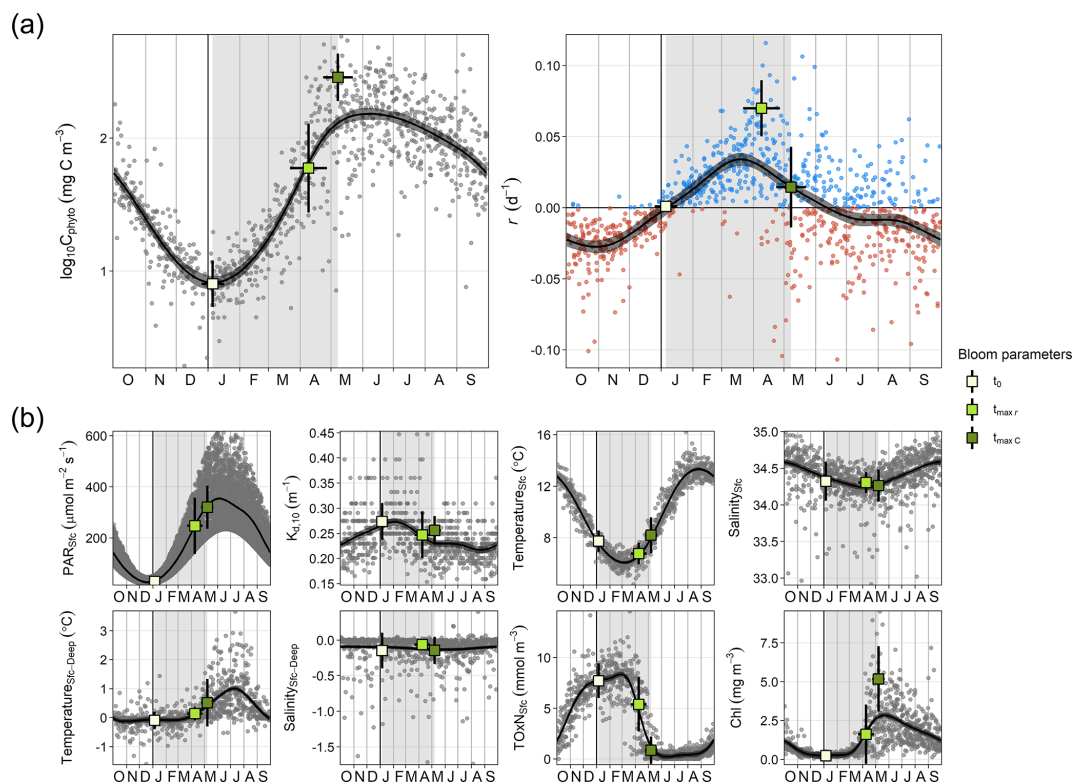 (a)
log10Cphyto (mg C m−3)
2
1
O N D J F M A M J J A S
r (d−1)
0.10
0.05
0.00
-0.05
-0.10
O N D J F M A M J J A S
Bloom parameters
t0
tmax r
tmax C
(b)
PARSfc (μmol m−2 s−1)
600
400
200
O N D J F M A M J J A S
Kd,10 (m−1)
0.40
0.35
0.30
0.25
0.20
0.15
O N D J F M A M J J A S
TemperatureSfc (°C)
16
12
8
O N D J F M A M J J A S
SalinitySfc
35.0
34.5
34.0
33.5
33.0
O N D J F M A M J J A S
TemperatureSfc−Deep (°C)
3
2
1
0
-1
O N D J F M A M J J A S
SalinitySfc−Deep
0.0
-0.5
-1.0
-1.5
O N D J F M A M J J A S
TOxNSfc (mmol m−3)
10
5
0
O N D J F M A M J J A S
Chl (mg m−3)
7.5
5.0
2.5
0.0
O N D J F M A M J J A S